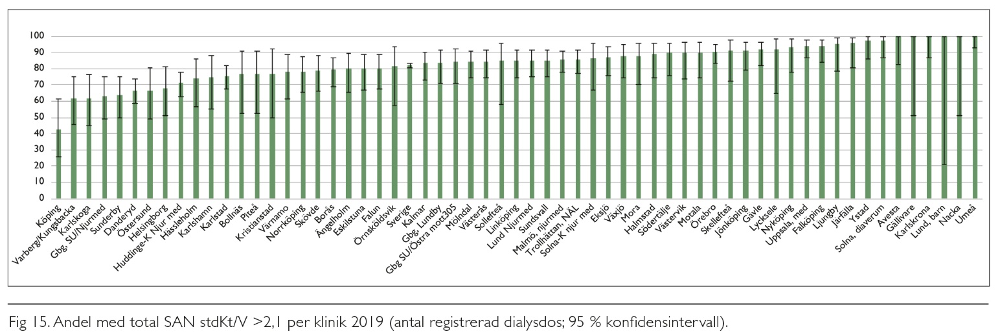 100
90
80
70
60
50
40
30
20
10
0
Köping
Varberg/Kungsbacka
Karlskoga
Gbg, SU/Njurmed
Sunderby
Danderyd
Östersund
Helsingborg
Huddinge-K Njur med
Hässleholm
Karlshamn
Karlstad
Bollnäs
Piteå
Kristianstad
Värnamo
Norrköping
Skövde
Borås
Ängelholm
Eskilstuna
Falun
Örnsköldsvik
Sverige
Kalmar
Gbg, Lundby
Gbg SU/Östra mott305
Mölndal
Västerås
Sollefteå
Linköping
Lund Njurmed
Sundsvall
Malmö, njurmed
Trollhättan, NÄL
Solna-K njur med
Eksjö
Växjö
Mora
Halmstad
Södertälje
Västervik
Motala
Örebro
Skellefteå
Jönköping
Gävle
Lycksele
Nyköping
Uppsala, med
Falköping
Ljungby
Järfälla
Ystad
Solna, diaverum
Avesta
Gällivare
Karlskrona
Lund, barn
Nacka
Umeå
Fig 15. Andel med total SAN stdKt/V >2,1 per klinik 2019 (antal registrerad dialysdos; 95 % konfidensintervall).